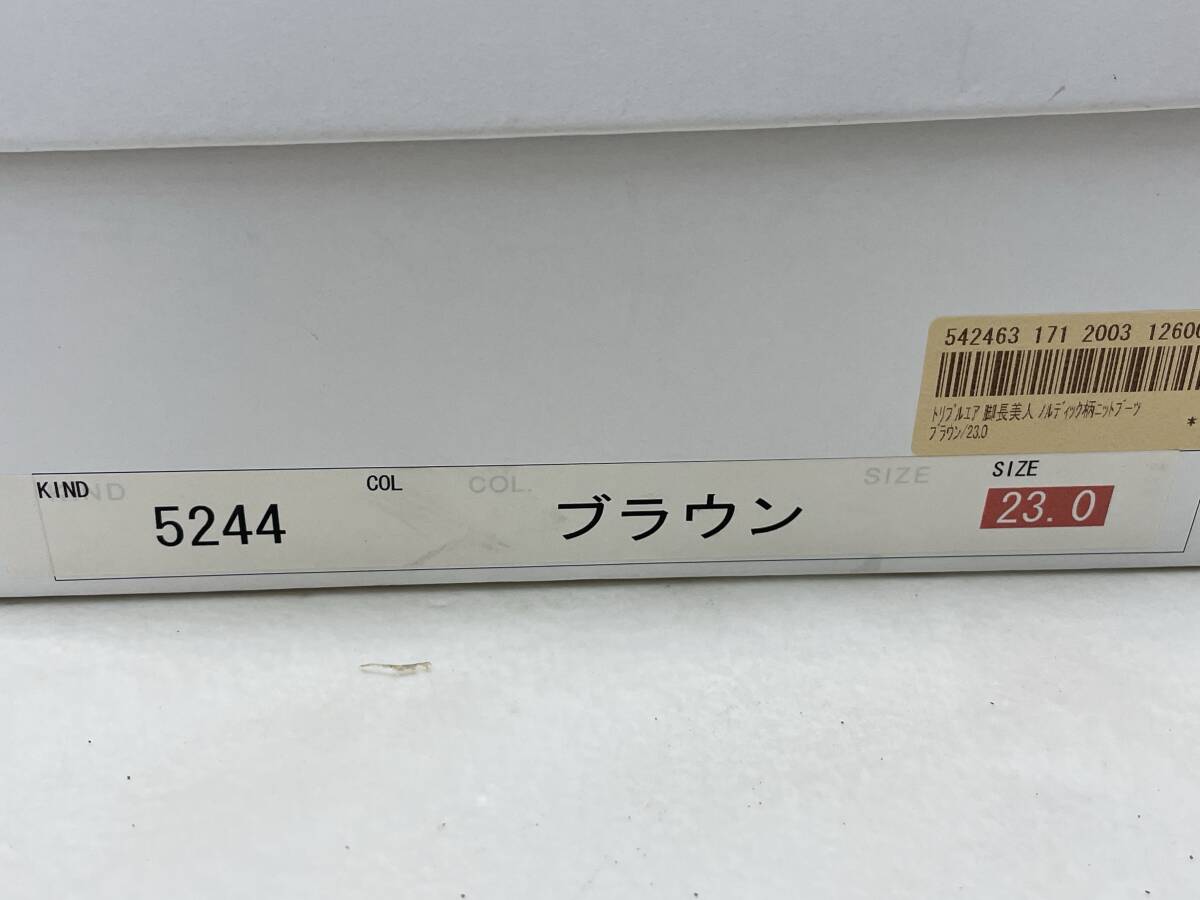 542463 171 2003 12606
トリプルエア 脚長美人 ノルディック柄ニットブーツ
ブラウン/23.0
*
KIND COL COL. SIZE SIZE
5244 ブラウン 23.0